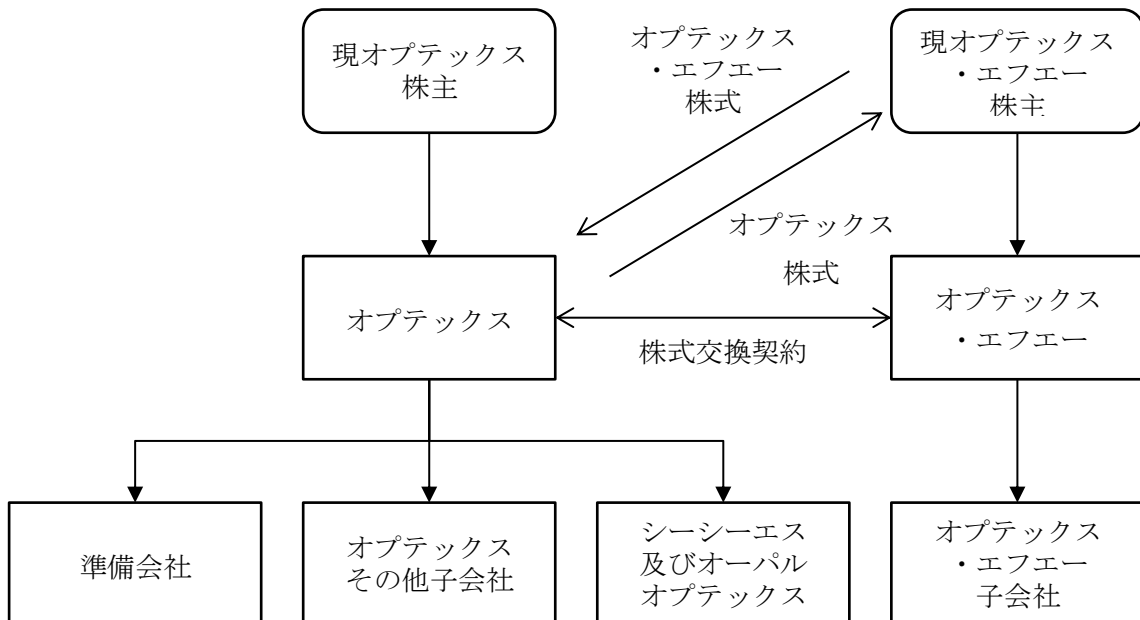 現オプテックス
株主
オプテックス
・エフエー
株式
現オプテックス
・エフエー
株主
オプテックス
株式
オプテックス
株式交換契約
オプテックス
・エフエー
準備会社
オプテックス
その他子会社
シーシーエス
及びオーパル
オプテックス
オプテックス
・エフエー
子会社